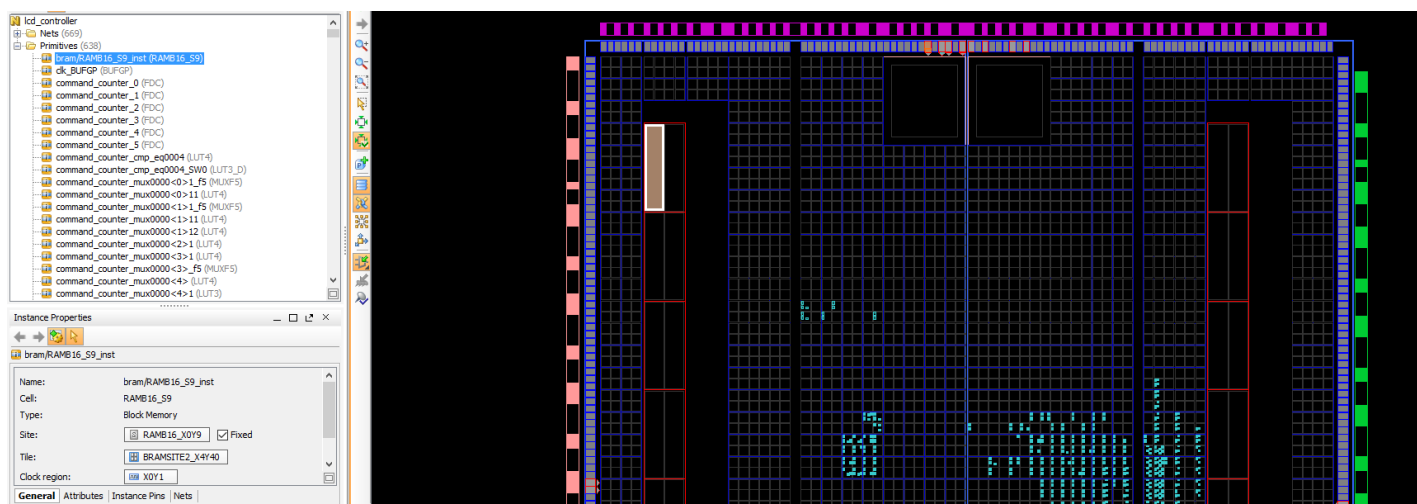 lcd_controller
Nets (669)
Primitives (638)
bram/RAMB16_S9_inst (RAMB16_S9)
clk_BUFGP (BUFGP)
command_counter_0 (FDC)
command_counter_1 (FDC)
command_counter_2 (FDC)
command_counter_3 (FDC)
command_counter_4 (FDC)
command_counter_5 (FDC)
command_counter_cmp_eq0004 (LUT4)
command_counter_cmp_eq0004_SW0 (LUT3_D)
command_counter_mux0000<0>1_f5 (MUXF5)
command_counter_mux0000<0>11 (LUT4)
command_counter_mux0000<1>1_f5 (MUXF5)
command_counter_mux0000<1>11 (LUT4)
command_counter_mux0000<1>12 (LUT4)
command_counter_mux0000<2>1 (LUT4)
command_counter_mux0000<3>1 (LUT4)
command_counter_mux0000<3>_f5 (MUXF5)
command_counter_mux0000<4> (LUT4)
command_counter_mux0000<4>1 (LUT3)
Instance Properties
bram/RAMB16_S9_inst
Name: bram/RAMB16_S9_inst
Cell: RAMB16_S9
Type: Block Memory
Site: RAMB16_X0Y9 Fixed
Tile: BRAMSITE2_X4Y40
Clock region: X0Y1
General Attributes Instance Pins Nets